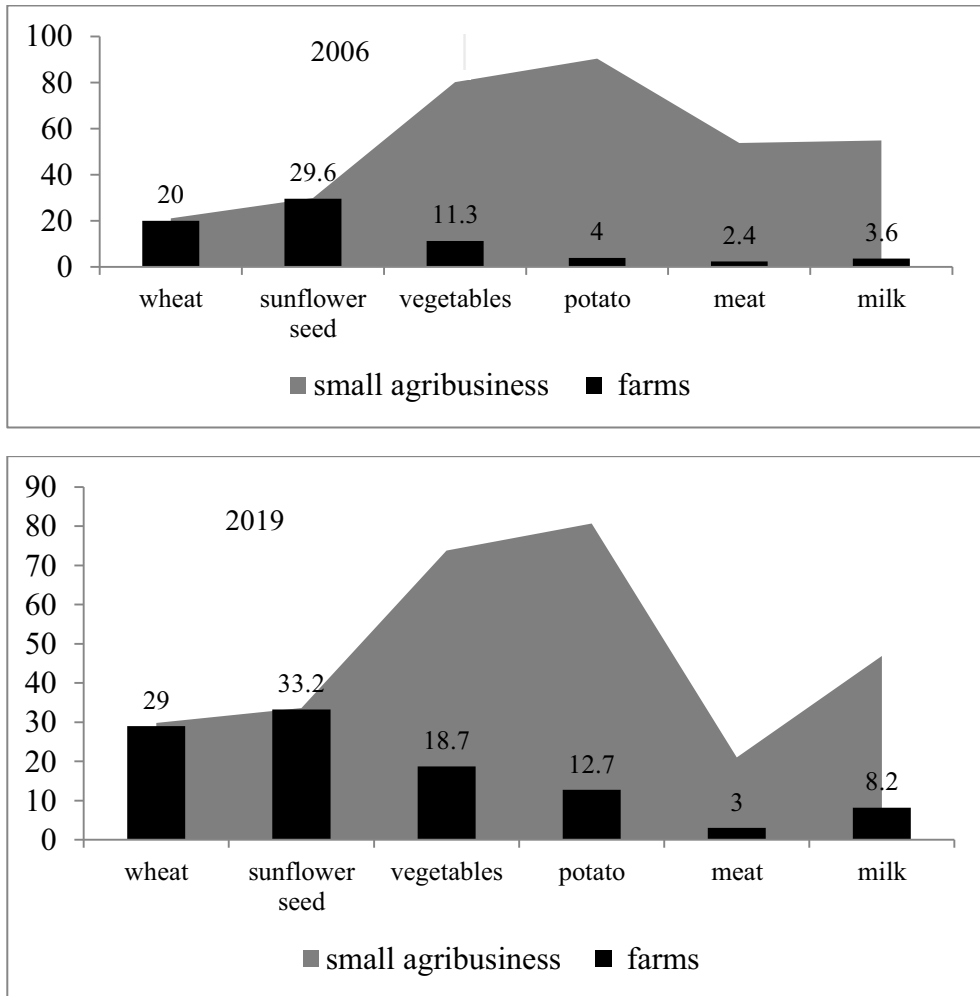 100
2006
80
60
40
29.6
20
20
11.3
4
2.4
3.6
0
wheat
sunflower
seed
vegetables
potato
meat
milk
small agribusiness
farms
90
80
2019
70
60
50
40
33.2
30
29
20
18.7
12.7
10
3
8.2
0
wheat
sunflower
seed
vegetables
potato
meat
milk
small agribusiness
farms